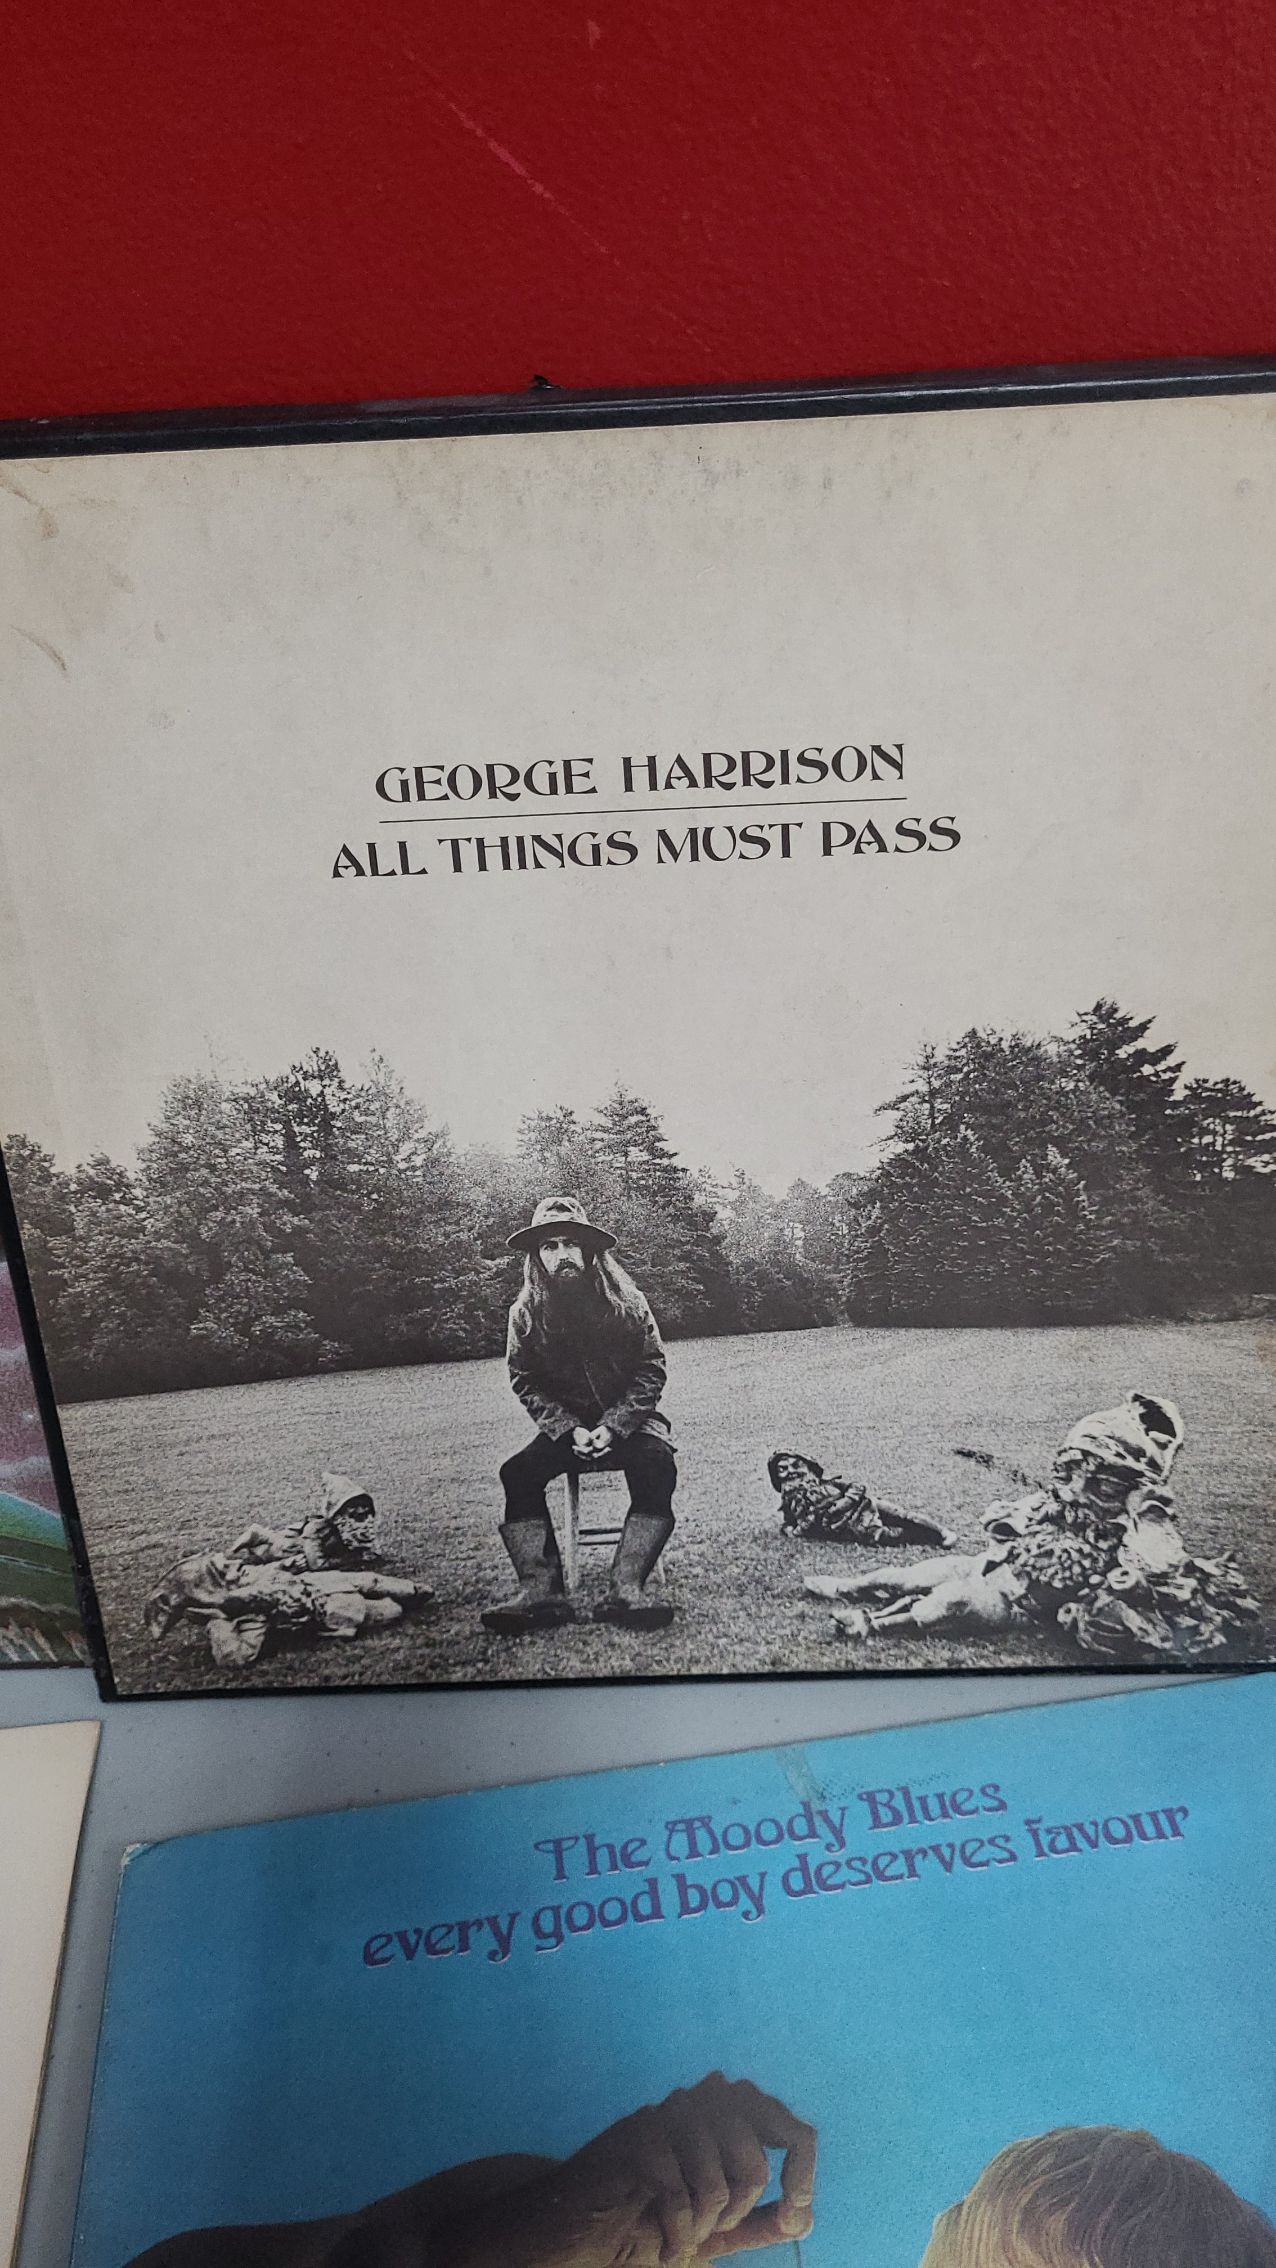 GEORGE HARRISON
ALL THINGS MUST PASS
The Moody Blues
every good boy deserves favour